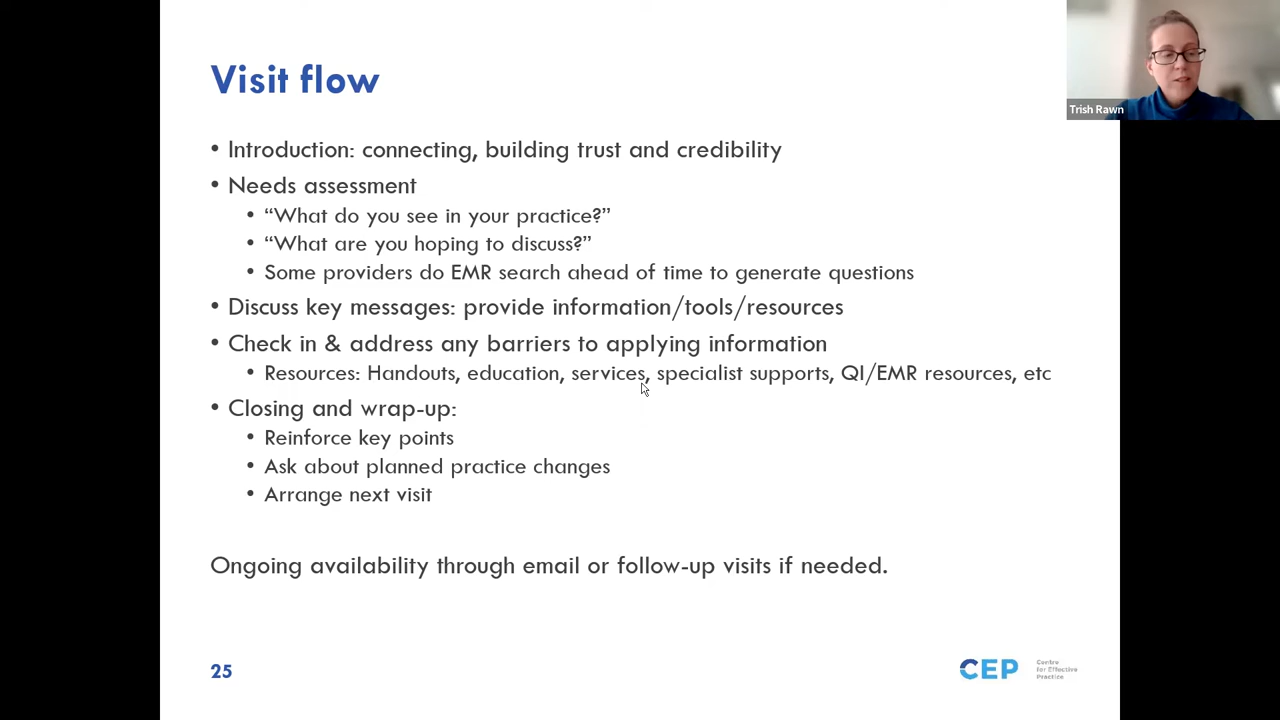 Visit flow
Trish Rawn
• Introduction: connecting, building trust and credibility
• Needs assessment
• “What do you see in your practice?”
• “What are you hoping to discuss?”
• Some providers do EMR search ahead of time to generate questions
• Discuss key messages: provide information/tools/resources
• Check in & address any barriers to applying information
• Resources: Handouts, education, services, specialist supports, QI/EMR resources, etc
• Closing and wrap-up:
• Reinforce key points
• Ask about planned practice changes
• Arrange next visit
Ongoing availability through email or follow-up visits if needed.
25
CEP
Centre
for Effective
Practice